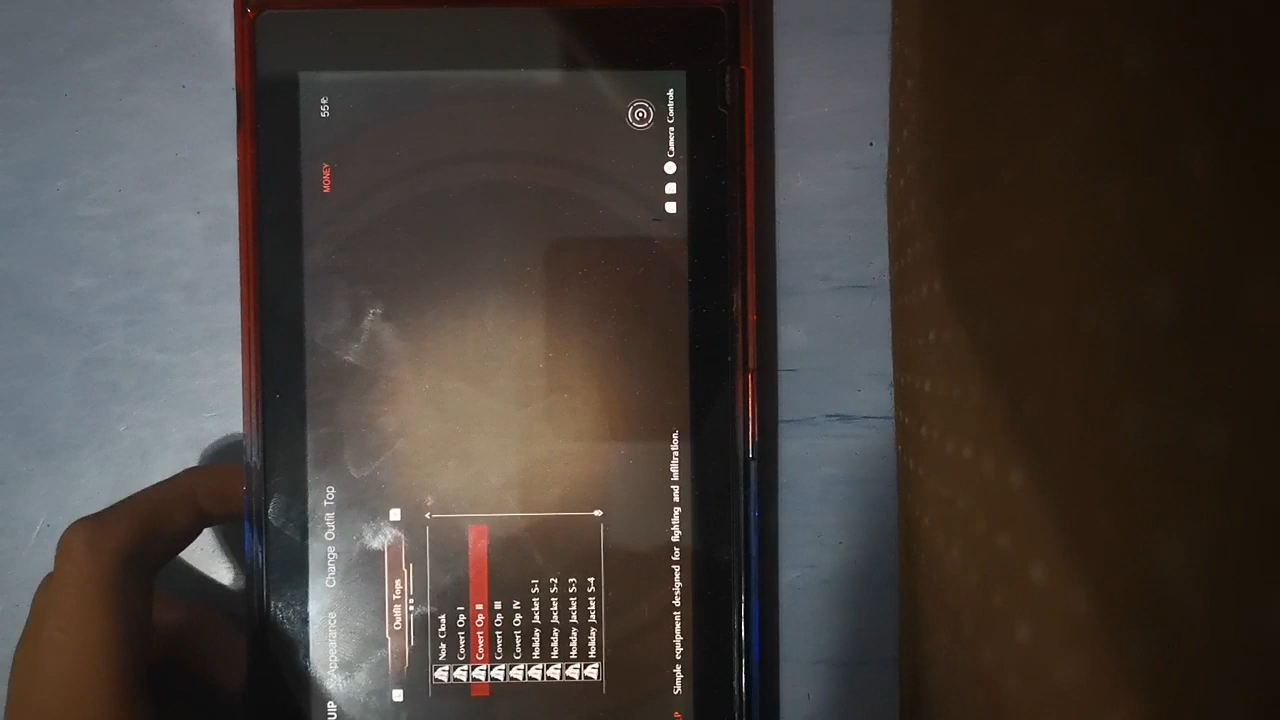 UIP Appearance Change Outfit Top
MONEY 55
Outfit Tops
Noir Cloak
Covert Op I
Covert Op II
Covert Op III
Covert Op IV
Holiday Jacket S-1
Holiday Jacket S-2
Holiday Jacket S-3
Holiday Jacket S-4
Camera Controls
LP Simple equipment designed for fighting and infiltration.